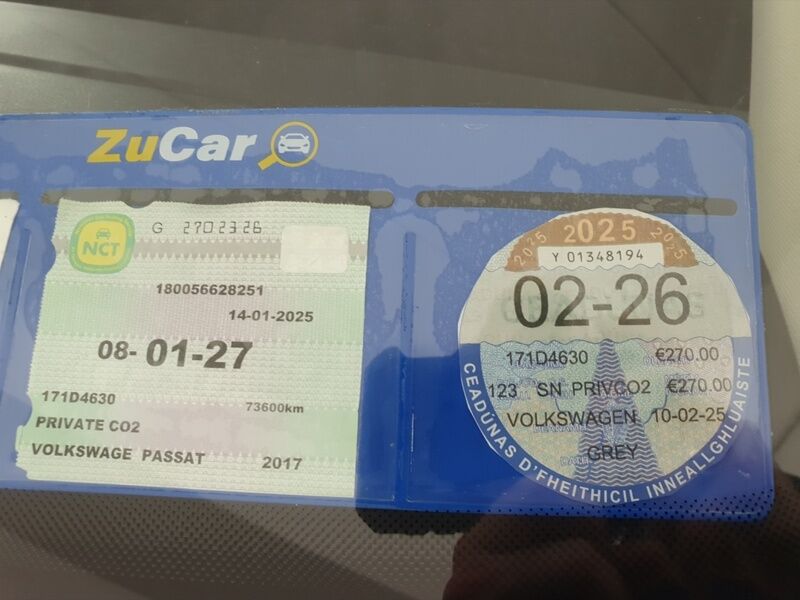 ZuCar
NCT
G 2702326
180056628251
14-01-2025
08-01-27
171D4630
73600km
PRIVATE CO2
VOLKSWAGE PASSAT 2017
2025 2025 2025
Y 01348194
02-26
171D4630 €270.00
123 SN PRIVCO2 €270.00
VOLKSWAGEN 10-02-25
GREY
CEADÚNAS D'FHEITHICIL INNEALLGHLUAISTE